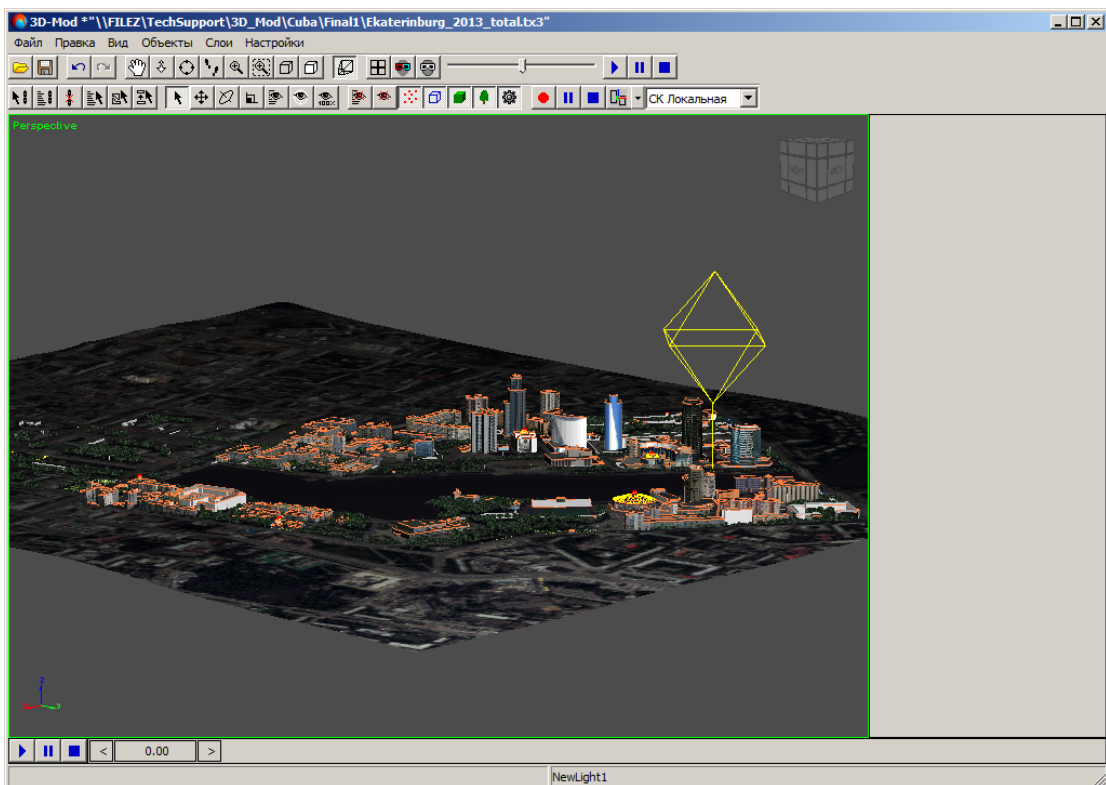 3D-Mod *"\\FILEZ\TechSupport\3D_Mod\Cuba\Final1\Ekaterinburg_2013_total.tx3"
Файл Правка Вид Объекты Слои Настройки
100%
СК Локальная
Perspective
z
y
< 0.00 >
NewLight1